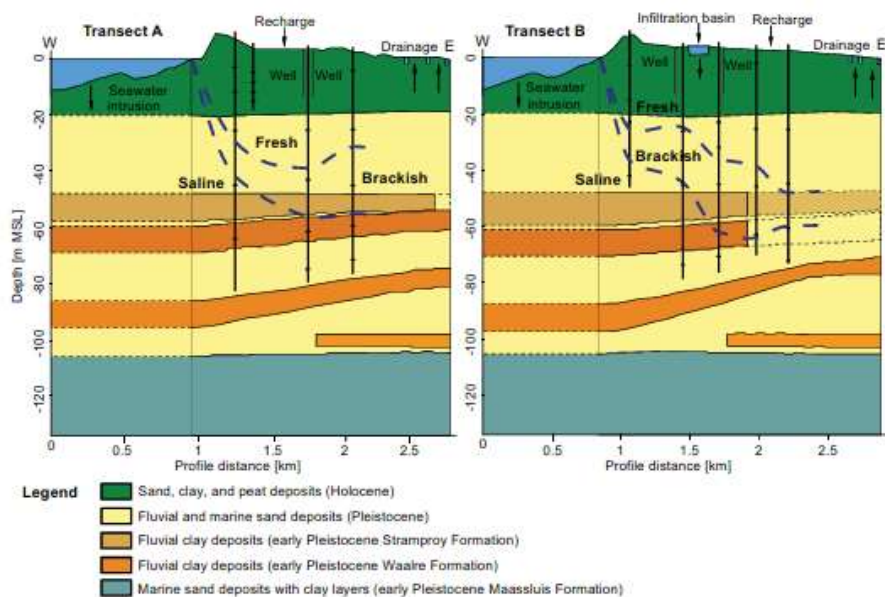 Transect A
W
Recharge
Drainage E
Well Well
Seawater
intrusion
Fresh
Saline
Brackish
Depth [m MSL]
0
-20
-40
-60
-80
-100
-120
0 0.5 1 1.5 2 2.5
Profile distance [km]
Transect B
W
Infiltration basin
Recharge
Drainage E
Well Well
Seawater
intrusion
Fresh
Brackish
Saline
0
-20
-40
-60
-80
-100
-120
0 0.5 1 1.5 2 2.5
Profile distance [km]
Legend
Sand, clay, and peat deposits (Holocene)
Fluvial and marine sand deposits (Pleistocene)
Fluvial clay deposits (early Pleistocene Stramproy Formation)
Fluvial clay deposits (early Pleistocene Waalre Formation)
Marine sand deposits with clay layers (early Pleistocene Maassluis Formation)